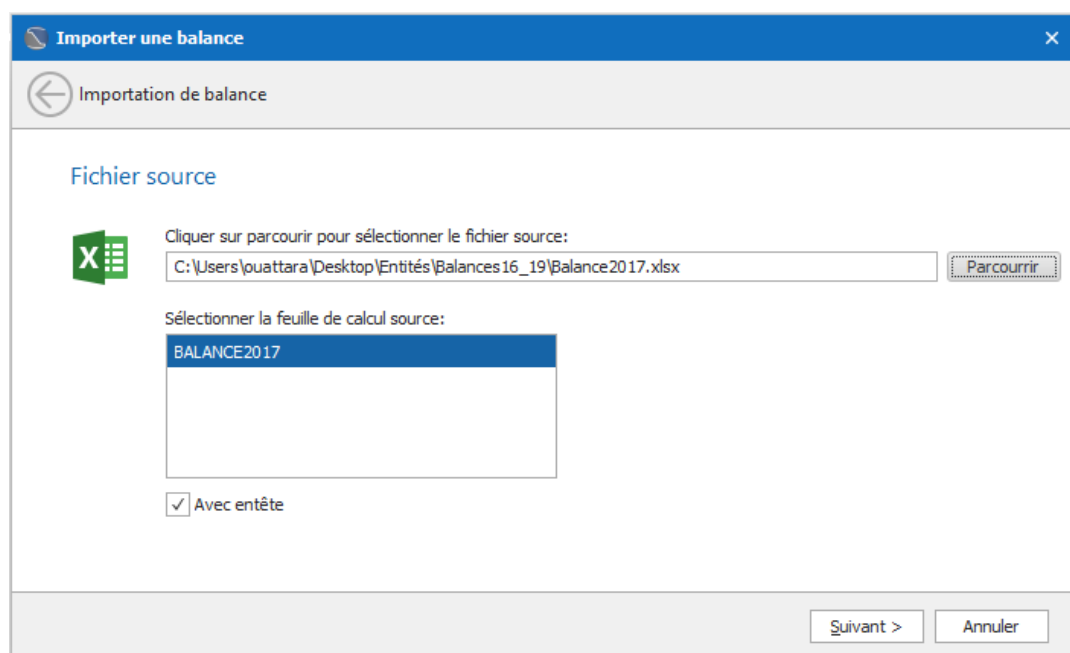 Importer une balance
Importation de balance
Fichier source
Cliquer sur parcourir pour sélectionner le fichier source:
C:\Users\ouattara\Desktop\Entités\Balances16_19\Balance2017.xlsx
Parcourrir
Sélectionner la feuille de calcul source:
BALANCE2017
Avec entête
Suivant >
Annuler